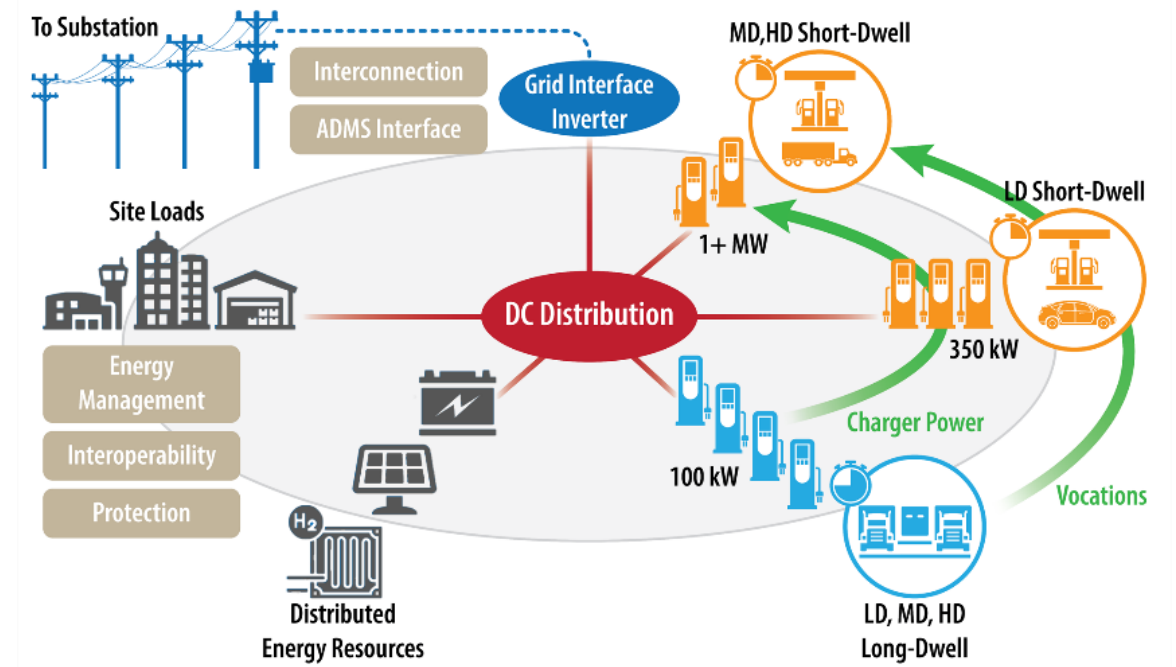 To Substation
Interconnection
ADMS Interface
Grid Interface
Inverter
MD,HD Short-Dwell
LD Short-Dwell
Site Loads
1+ MW
DC Distribution
350 kW
Energy
Management
Interoperability
Protection
Charger Power
100 kW
Vocations
H2
Distributed
Energy Resources
LD, MD, HD
Long-Dwell